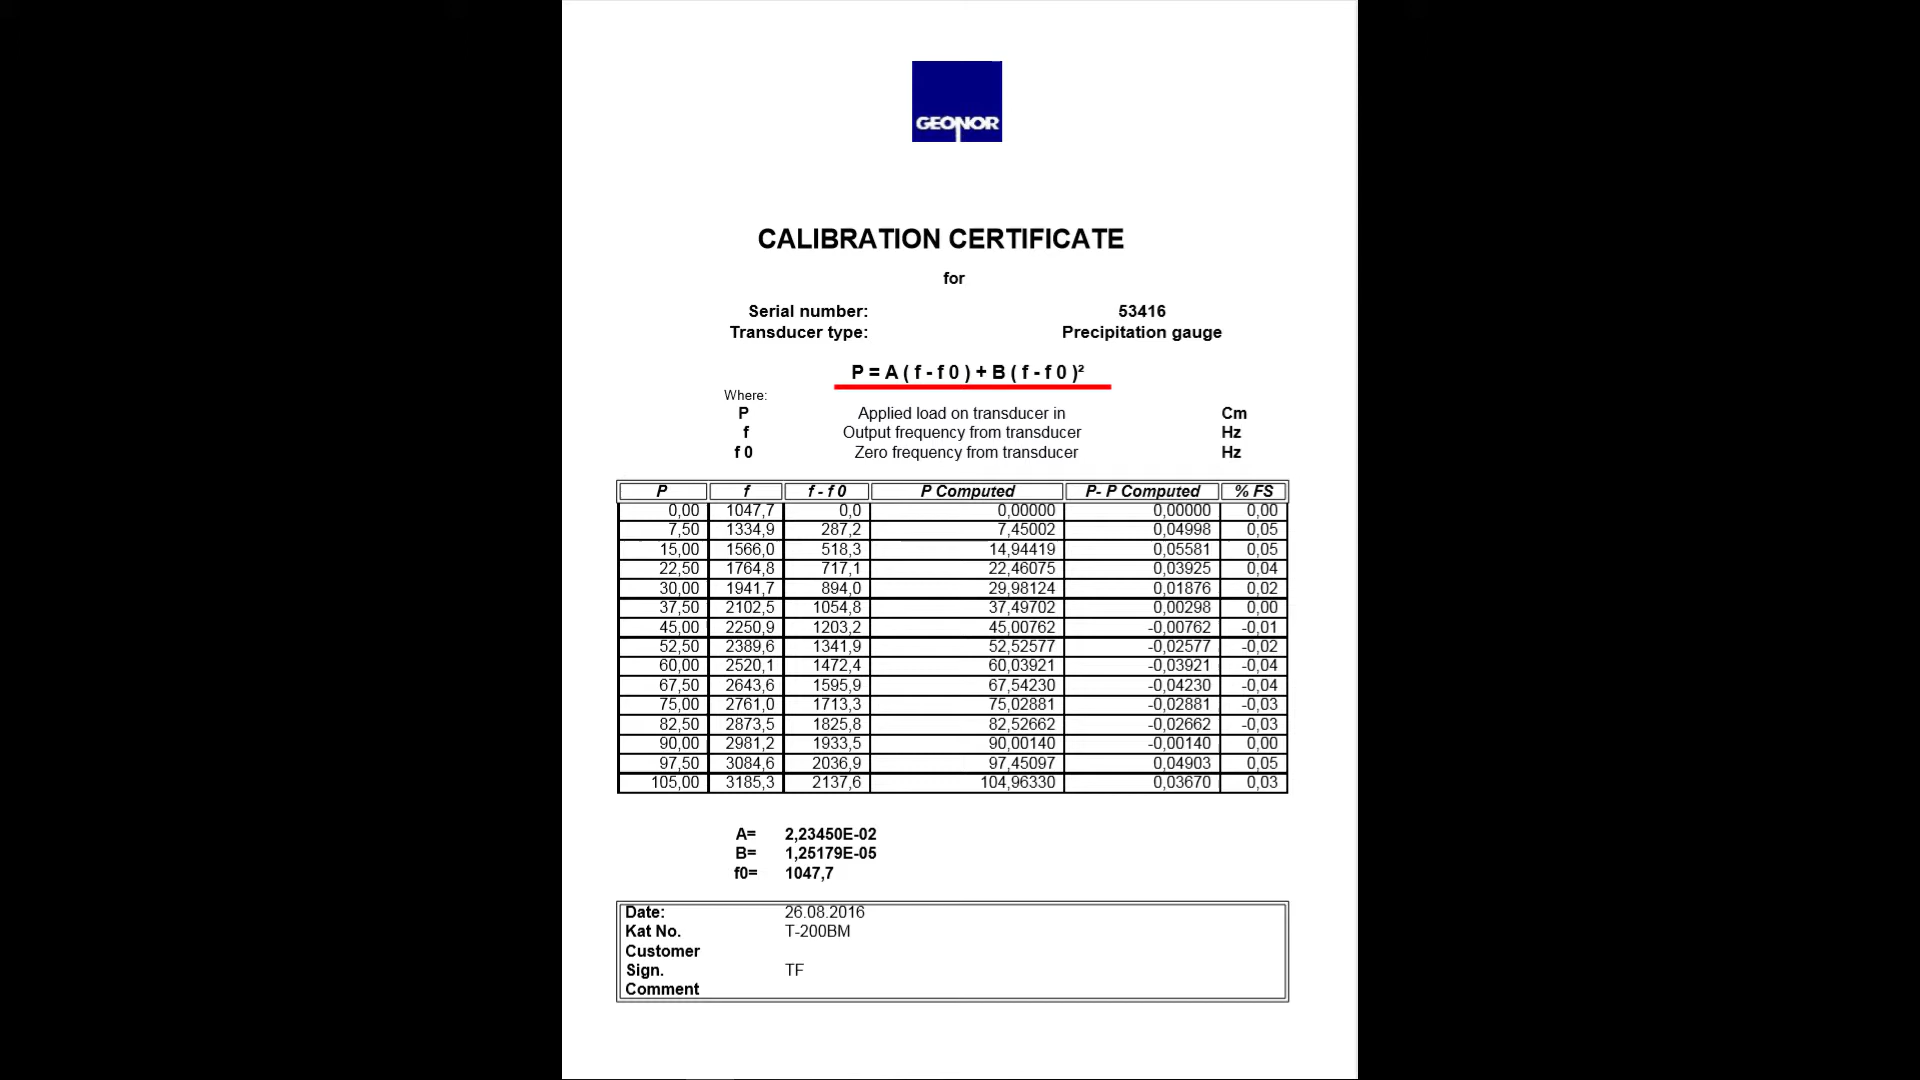 GEONOR
CALIBRATION CERTIFICATE
for
Serial number: 53416
Transducer type: Precipitation gauge
P = A ( f - f 0 ) + B ( f - f 0 )²
Where:
P Applied load on transducer in Cm
f Output frequency from transducer Hz
f 0 Zero frequency from transducer Hz
P f f - f 0 P Computed P- P Computed % FS
0,00 1047,7 0,0 0,00000 0,00000 0,00
7,50 1334,9 287,2 7,45002 0,04998 0,05
15,00 1566,0 518,3 14,94419 0,05581 0,05
22,50 1764,8 717,1 22,46075 0,03925 0,04
30,00 1941,7 894,0 29,98124 0,01876 0,02
37,50 2102,5 1054,8 37,49702 0,00298 0,00
45,00 2250,9 1203,2 45,00762 -0,00762 -0,01
52,50 2389,6 1341,9 52,52577 -0,02577 -0,02
60,00 2520,1 1472,4 60,03921 -0,03921 -0,04
67,50 2643,6 1595,9 67,54230 -0,04230 -0,04
75,00 2761,0 1713,3 75,02881 -0,02881 -0,03
82,50 2873,5 1825,8 82,52662 -0,02662 -0,03
90,00 2981,2 1933,5 90,00140 -0,00140 0,00
97,50 3084,6 2036,9 97,45097 0,04903 0,05
105,00 3185,3 2137,6 104,96330 0,03670 0,03
A= 2,23450E-02
B= 1,25179E-05
f0= 1047,7
Date: 26.08.2016
Kat No. T-200BM
Customer
Sign. TF
Comment